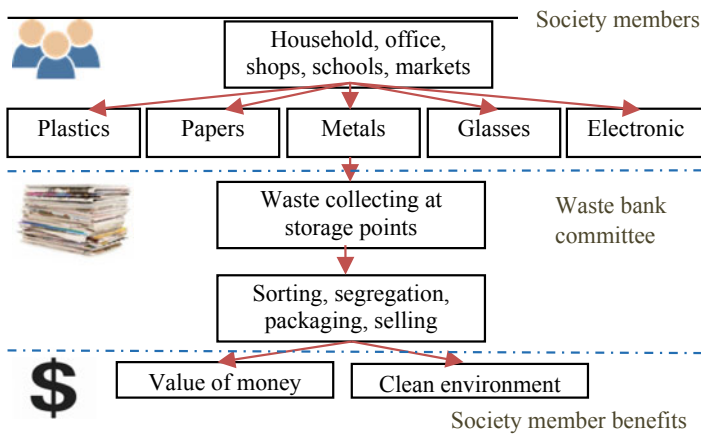 Society members
Household, office,
shops, schools, markets
Plastics
Papers
Metals
Glasses
Electronic
Waste collecting at
storage points
Waste bank
committee
Sorting, segregation,
packaging, selling
$
Value of money
Clean environment
Society member benefits